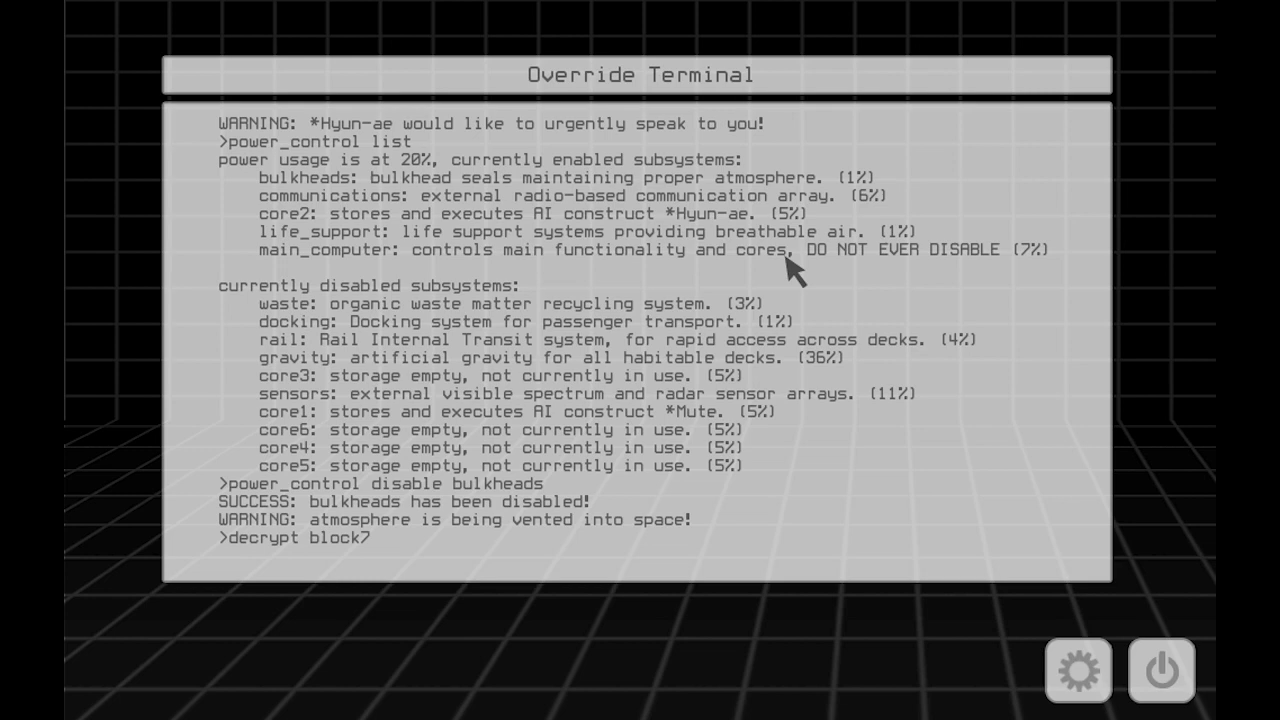 Override Terminal
WARNING: *Hyun-ae would like to urgently speak to you!
>power_control list
power usage is at 20%, currently enabled subsystems:
bulkheads: bulkhead seals maintaining proper atmosphere. (1%)
communications: external radio-based communication array. (6%)
core2: stores and executes AI construct *Hyun-ae. (5%)
life_support: life support systems providing breathable air. (1%)
main_computer: controls main functionality and cores, DO NOT EVER DISABLE (7%)
currently disabled subsystems:
waste: organic waste matter recycling system. (3%)
docking: Docking system for passenger transport. (1%)
rail: Rail Internal Transit system, for rapid access across decks. (4%)
gravity: artificial gravity for all habitable decks. (36%)
core3: storage empty, not currently in use. (5%)
sensors: external visible spectrum and radar sensor arrays. (11%)
core1: stores and executes AI construct *Mute. (5%)
core6: storage empty, not currently in use. (5%)
core4: storage empty, not currently in use. (5%)
core5: storage empty, not currently in use. (5%)
>power_control disable bulkheads
SUCCESS: bulkheads has been disabled!
WARNING: atmosphere is being vented into space!
>decrypt block7